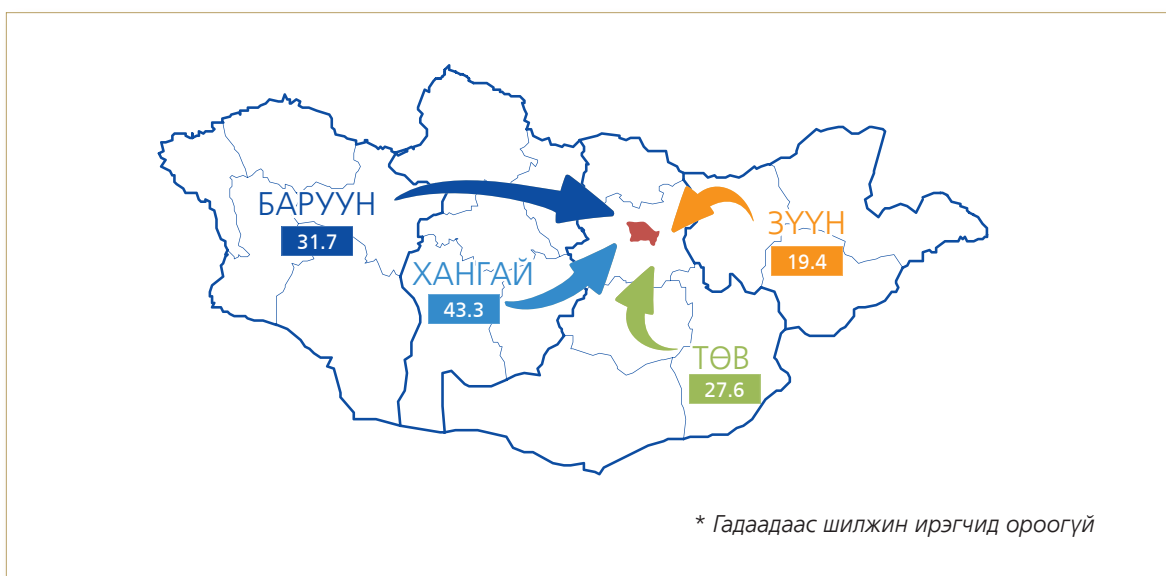 БАРУУН
31.7
ХАНГАЙ
43.3
ЗҮҮН
19.4
ТӨВ
27.6
* Гадаадаас шилжин ирэгчид ороогүй